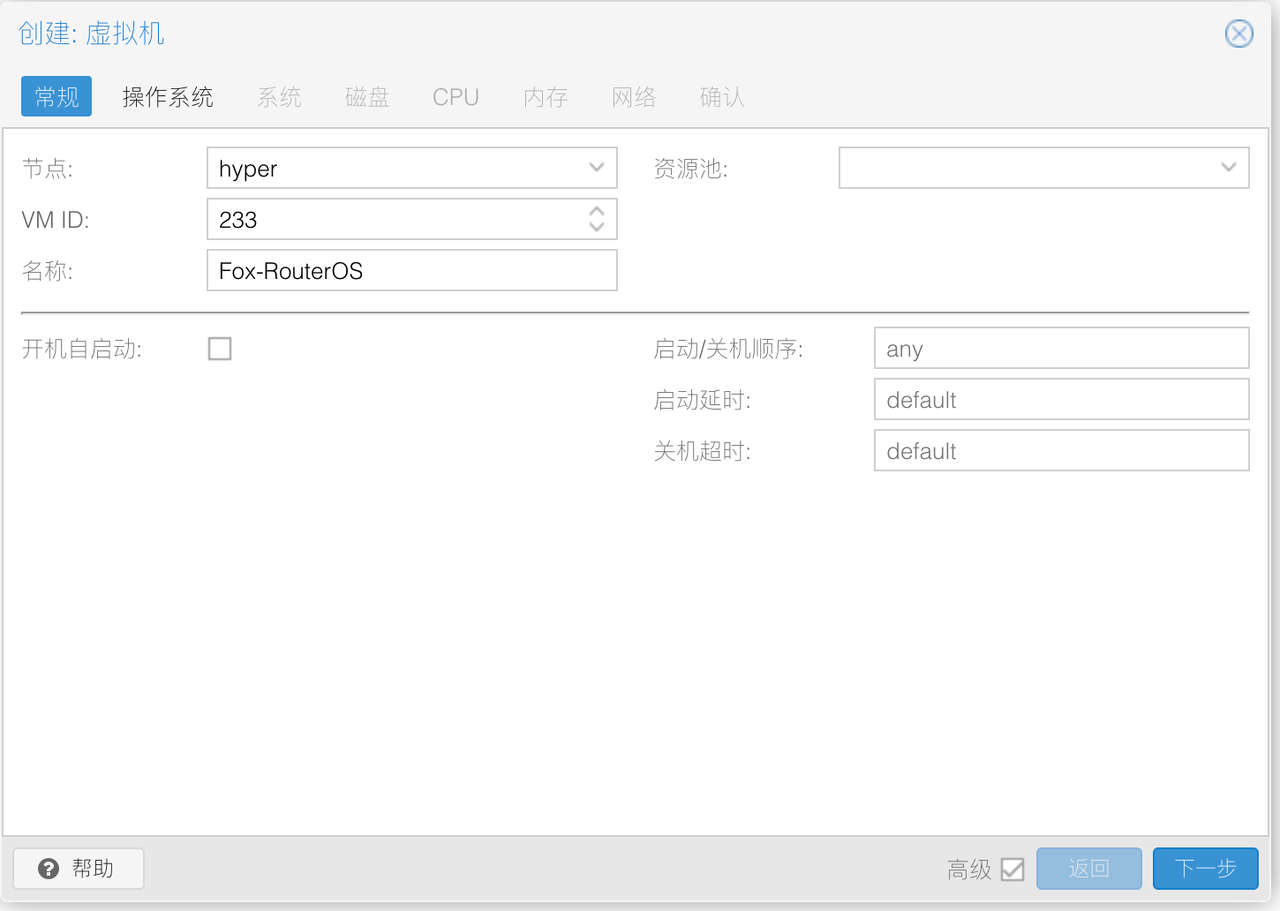 创建: 虚拟机
常规 操作系统 系统 磁盘 CPU 内存 网络 确认
节点: hyper 资源池:
VM ID: 233
名称: Fox-RouterOS
开机自启动: 启动/关机顺序: any
启动延时: default
关机超时: default
帮助 高级 返回 下一步